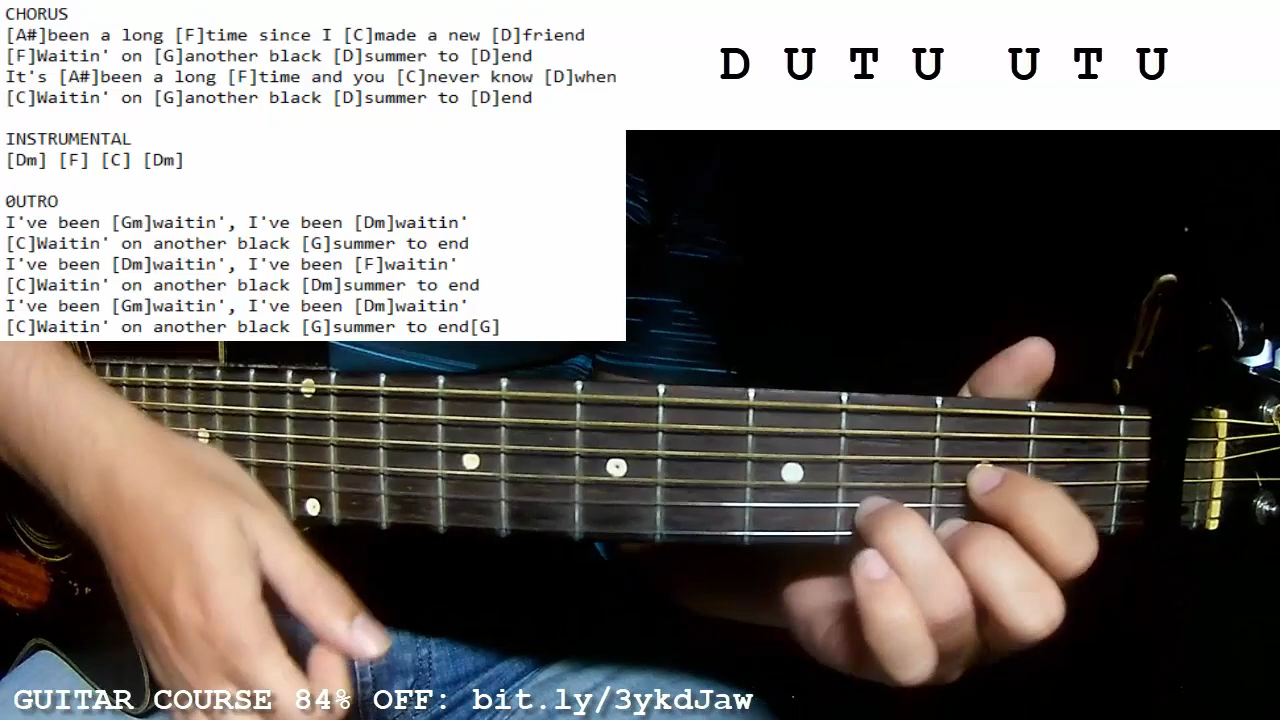 CHORUS
[A#]been a long [F]time since I [C]made a new [D]friend
[F]Waitin' on [G]another black [D]summer to [D]end
It's [A#]been a long [F]time and you [C]never know [D]when
[C]Waitin' on [G]another black [D]summer to [D]end
INSTRUMENTAL
[Dm] [F] [C] [Dm]
0UTRO
I've been [Gm]waitin', I've been [Dm]waitin'
[C]Waitin' on another black [G]summer to end
I've been [Dm]waitin', I've been [F]waitin'
[C]Waitin' on another black [Dm]summer to end
I've been [Gm]waitin', I've been [Dm]waitin'
[C]Waitin' on another black [G]summer to end[G]
D U T U U T U
GUITAR COURSE 84% OFF: bit.ly/3ykdJaw